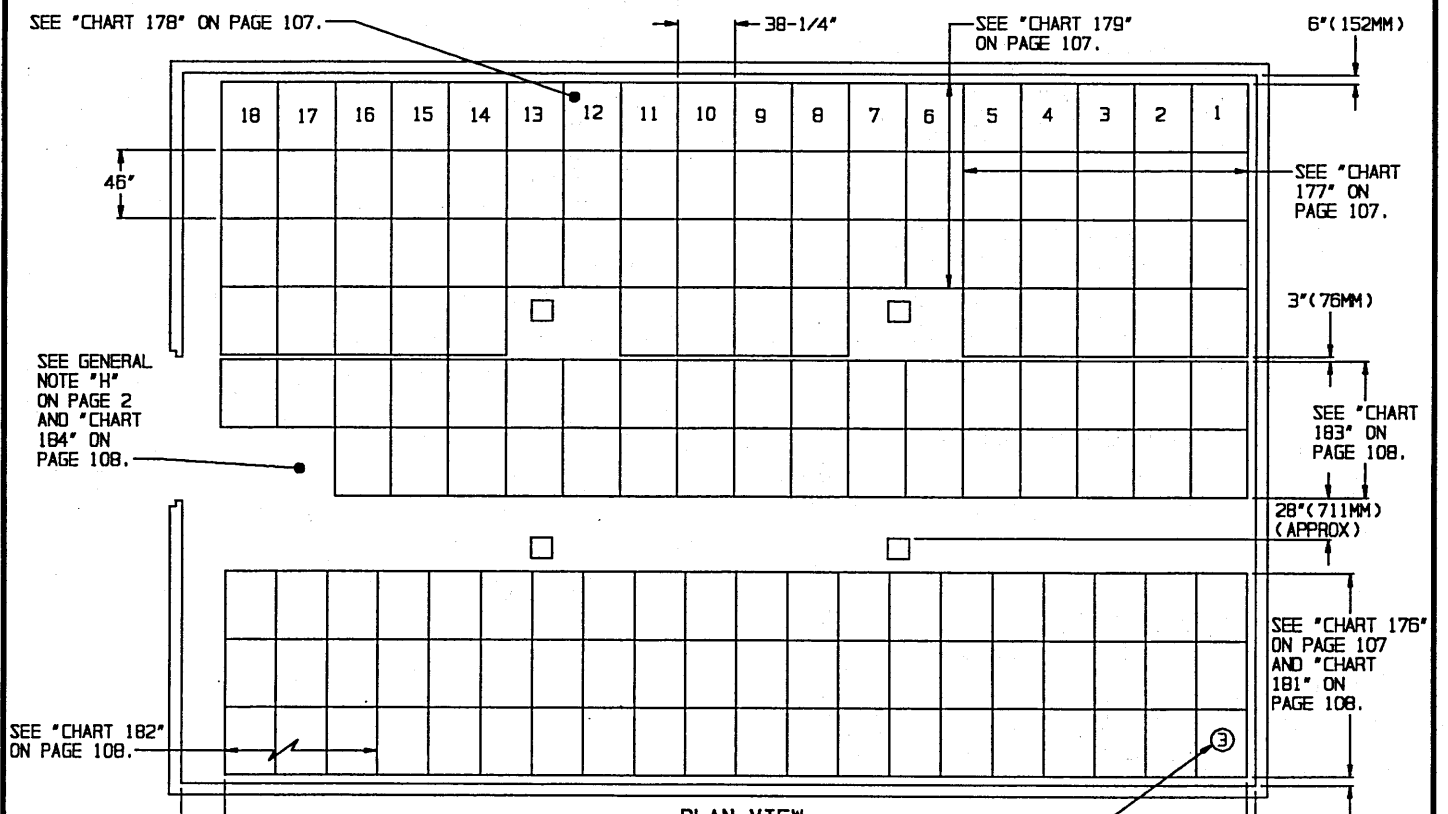 SEE "CHART 178" ON PAGE 107.
38-1/4"
SEE "CHART 179"
ON PAGE 107.
6"(152MM)
18 17 16 15 14 13 12 11 10 9 8 7 6 5 4 3 2 1
46"
SEE "CHART
177" ON
PAGE 107.
3"(76MM)
SEE GENERAL
NOTE "H"
ON PAGE 2
AND "CHART
184" ON
PAGE 108.
SEE "CHART
183" ON
PAGE 108.
28"(711MM)
(APPROX)
SEE "CHART 176"
ON PAGE 107
AND "CHART
181" ON
PAGE 108.
SEE "CHART 182"
ON PAGE 108.
3
PLAN VIEW